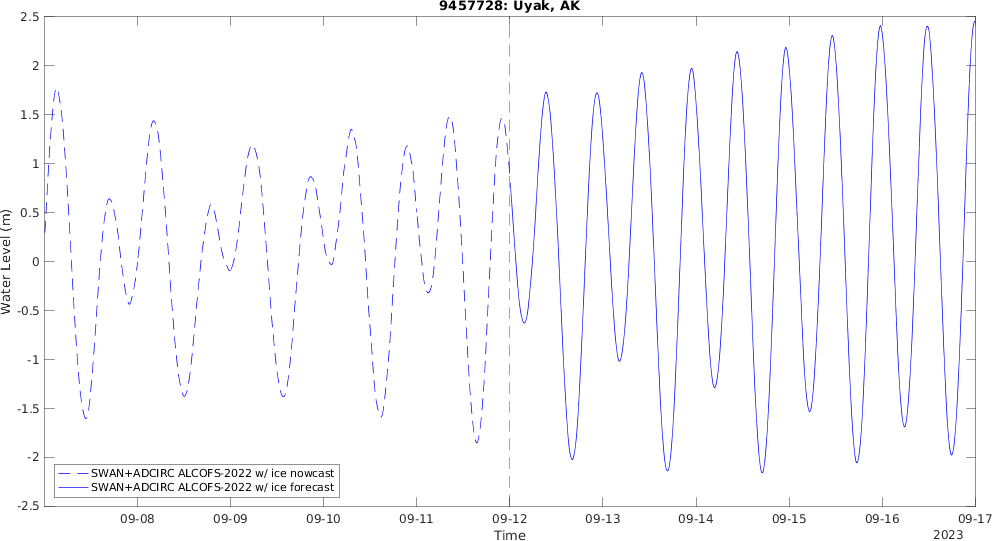 9457728: Uyak, AK
2.5
2
1.5
1
0.5
0
-0.5
-1
-1.5
-2
-2.5
Water Level (m)
SWAN+ADCIRC ALCOFS-2022 w/ ice nowcast
SWAN+ADCIRC ALCOFS-2022 w/ ice forecast
09-08 09-09 09-10 09-11 09-12 09-13 09-14 09-15 09-16 09-17
Time
2023